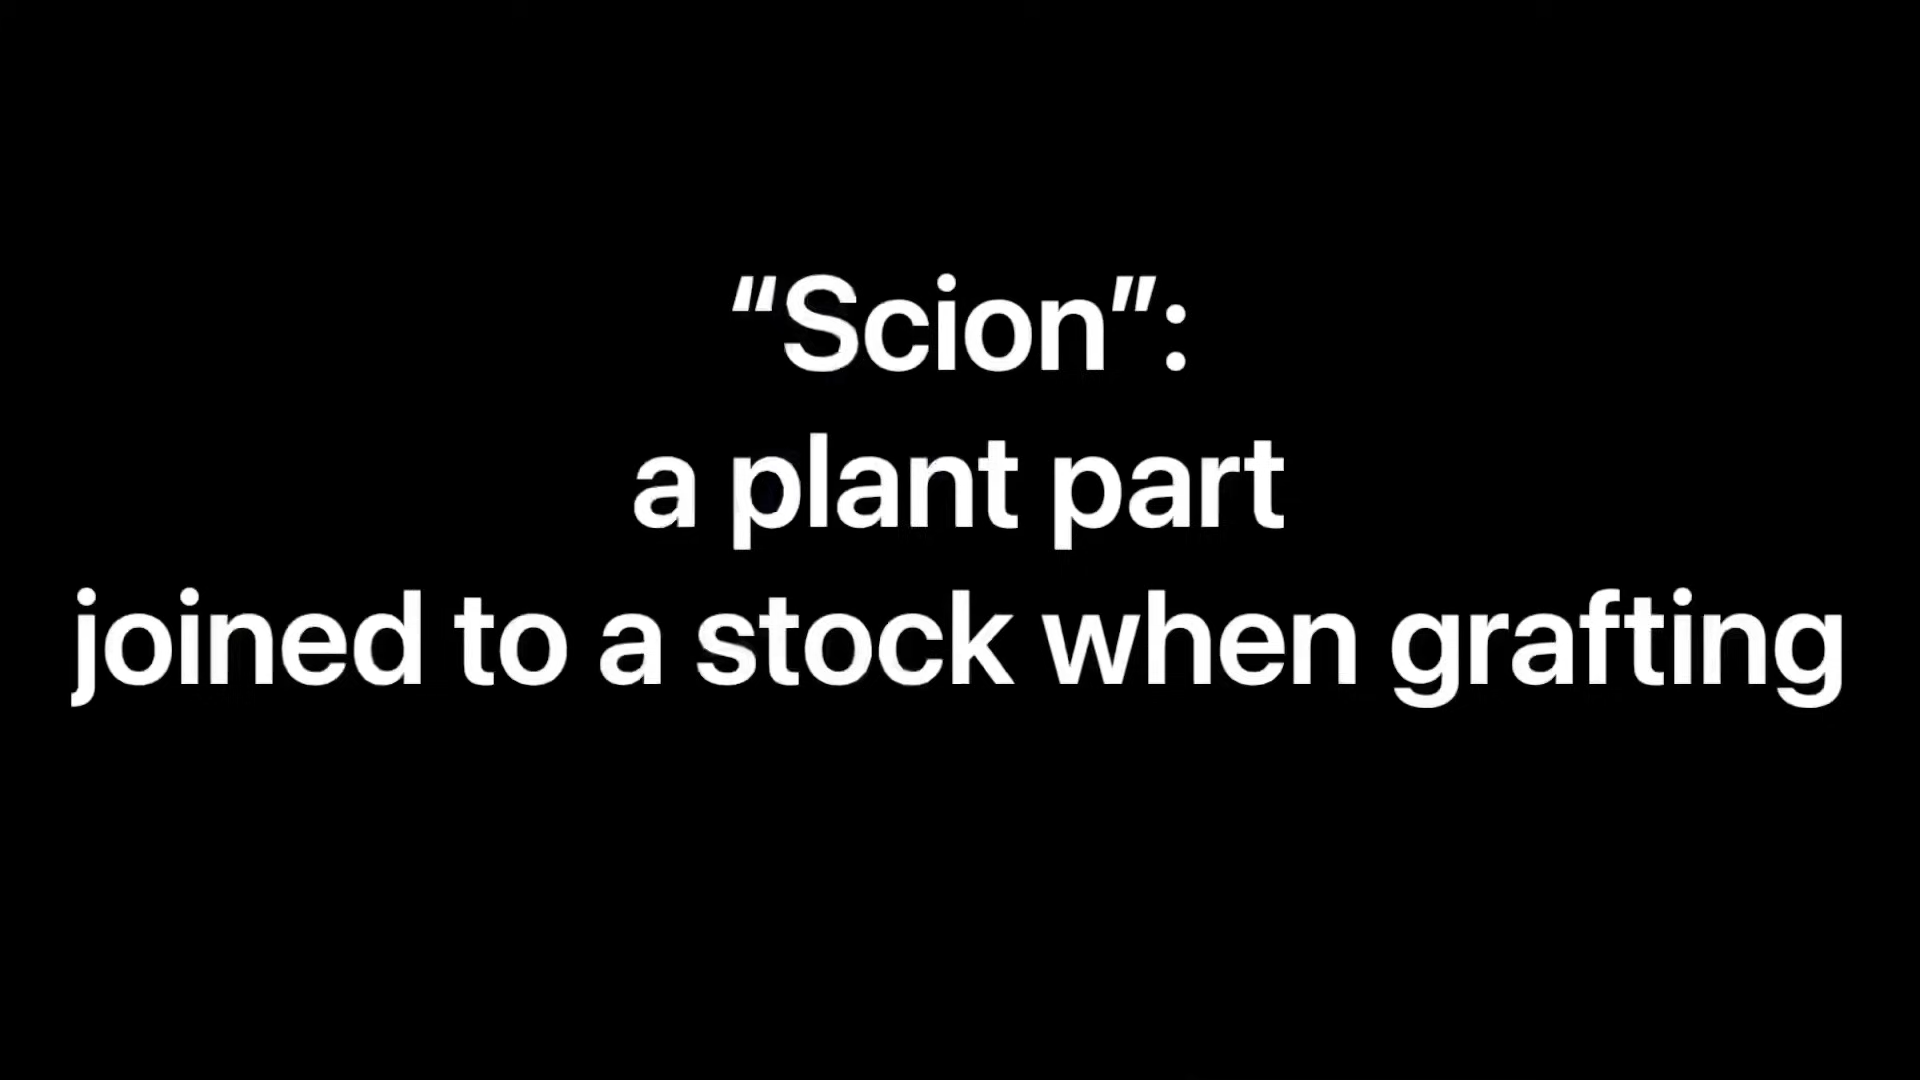 “Scion”:
a plant part
joined to a stock when grafting